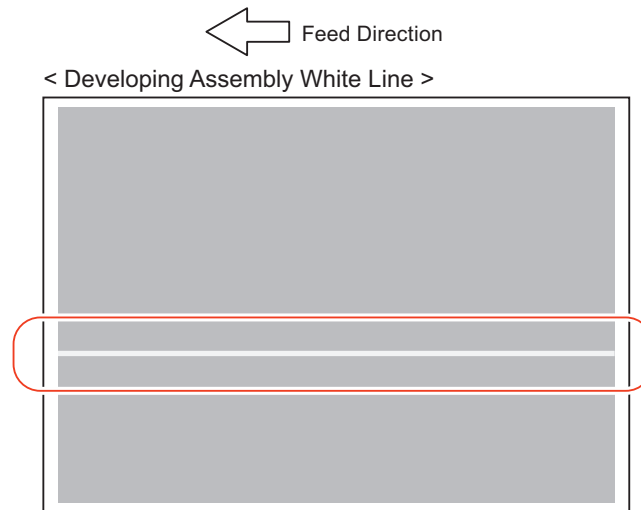 Feed Direction
< Developing Assembly White Line >